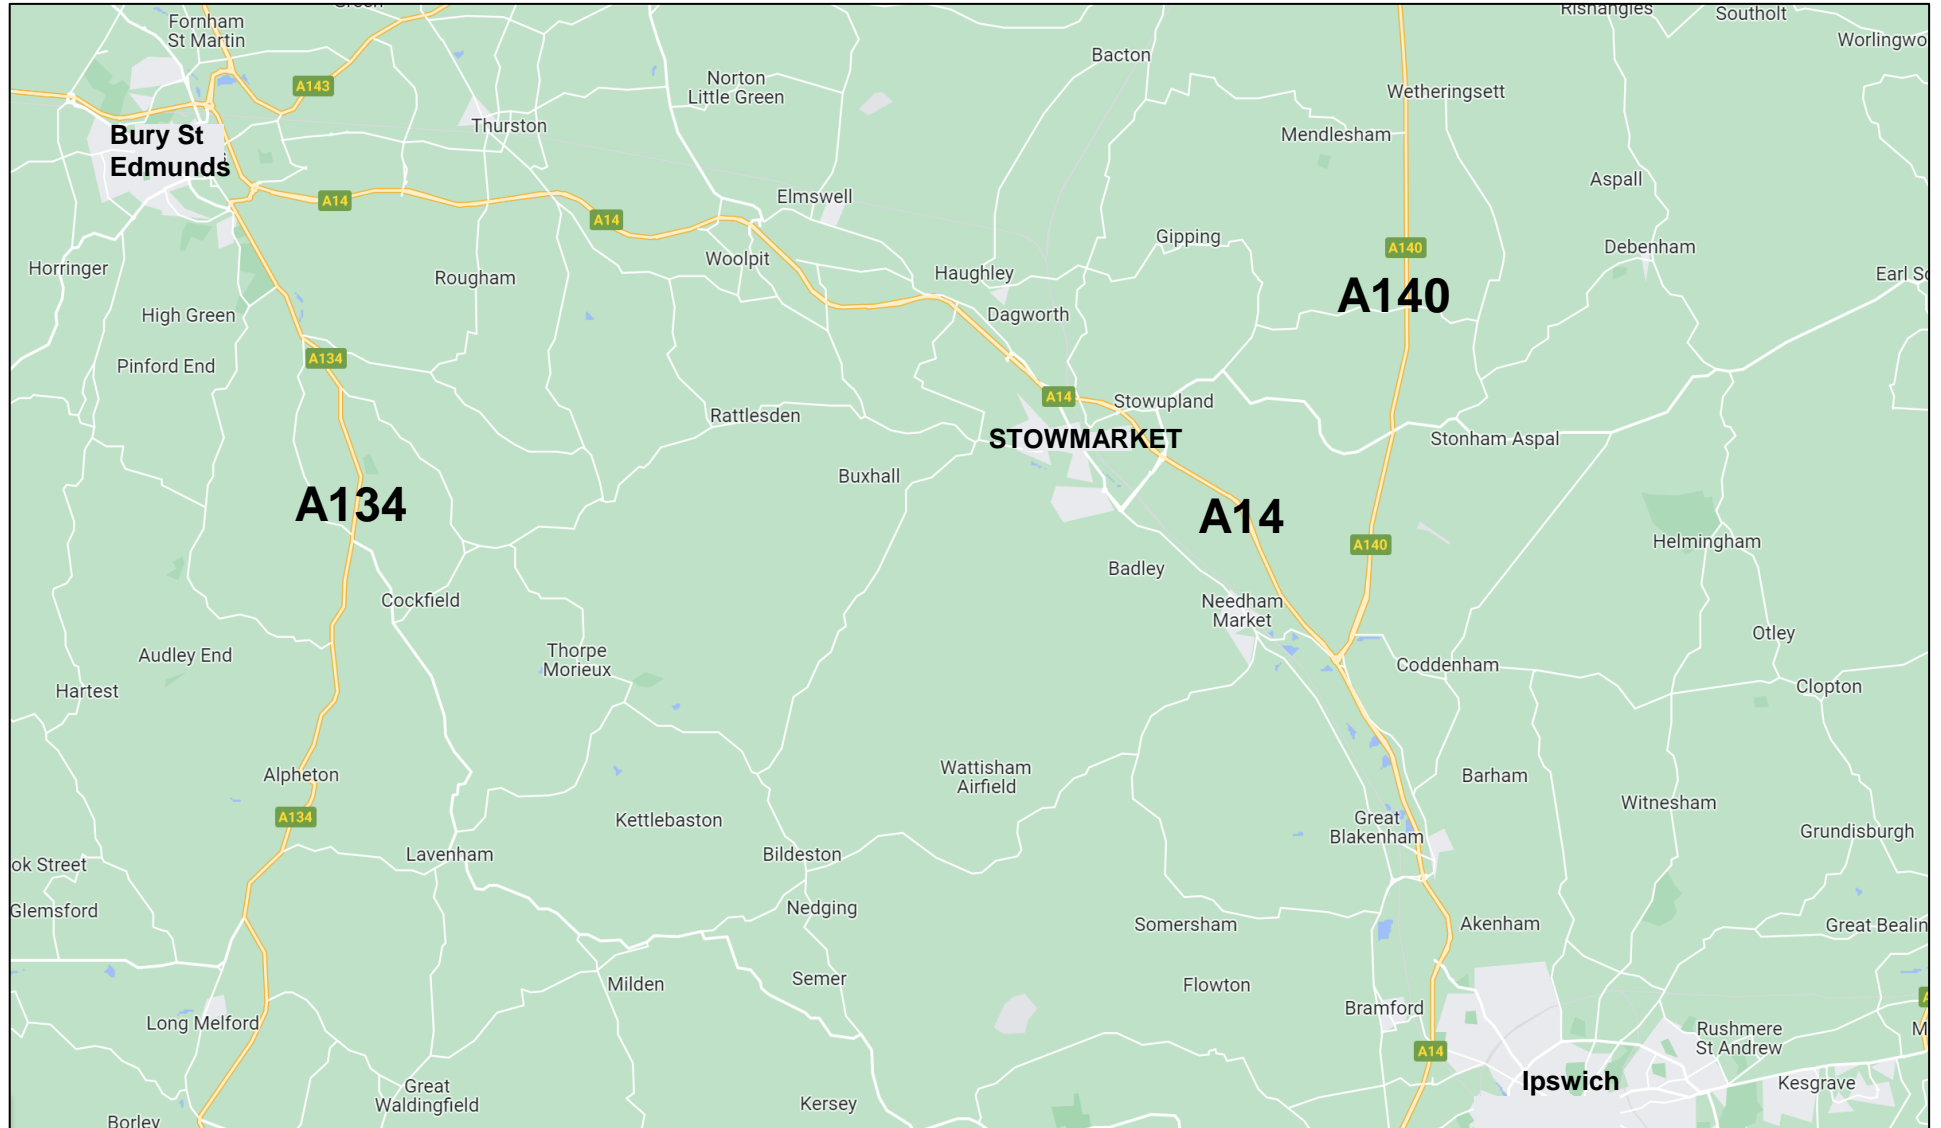 Green
Rishangles
Southolt
Fornham
St Martin
Worlingwo
Bacton
A143
Norton
Little Green
Wetheringsett
Thurston
Mendlesham
Bury St
Edmunds
Aspall
A14
Elmswell
A14
Gipping
A140
Debenham
Woolpit
Horringer
Rougham
Haughley
Earl So
A140
High Green
Dagworth
A134
Pinford End
A14
Stowupland
Rattlesden
STOWMARKET
Stonham Aspal
Buxhall
A134
A14
A140
Helmingham
Badley
Cockfield
Needham
Market
Otley
Audley End
Thorpe
Morieux
Coddenham
Hartest
Clopton
Alpheton
Wattisham
Airfield
Barham
Witnesham
A134
Kettlebaston
Great
Blakenham
Grundisburgh
ok Street
Lavenham
Bildeston
Glemsford
Nedging
Somersham
Akenham
Great Bealin
Milden
Semer
Flowton
A
Bramford
Long Melford
Rushmere
St Andrew
M
A14
Ipswich
Kesgrave
Great
Waldingfield
Kersey
Borley